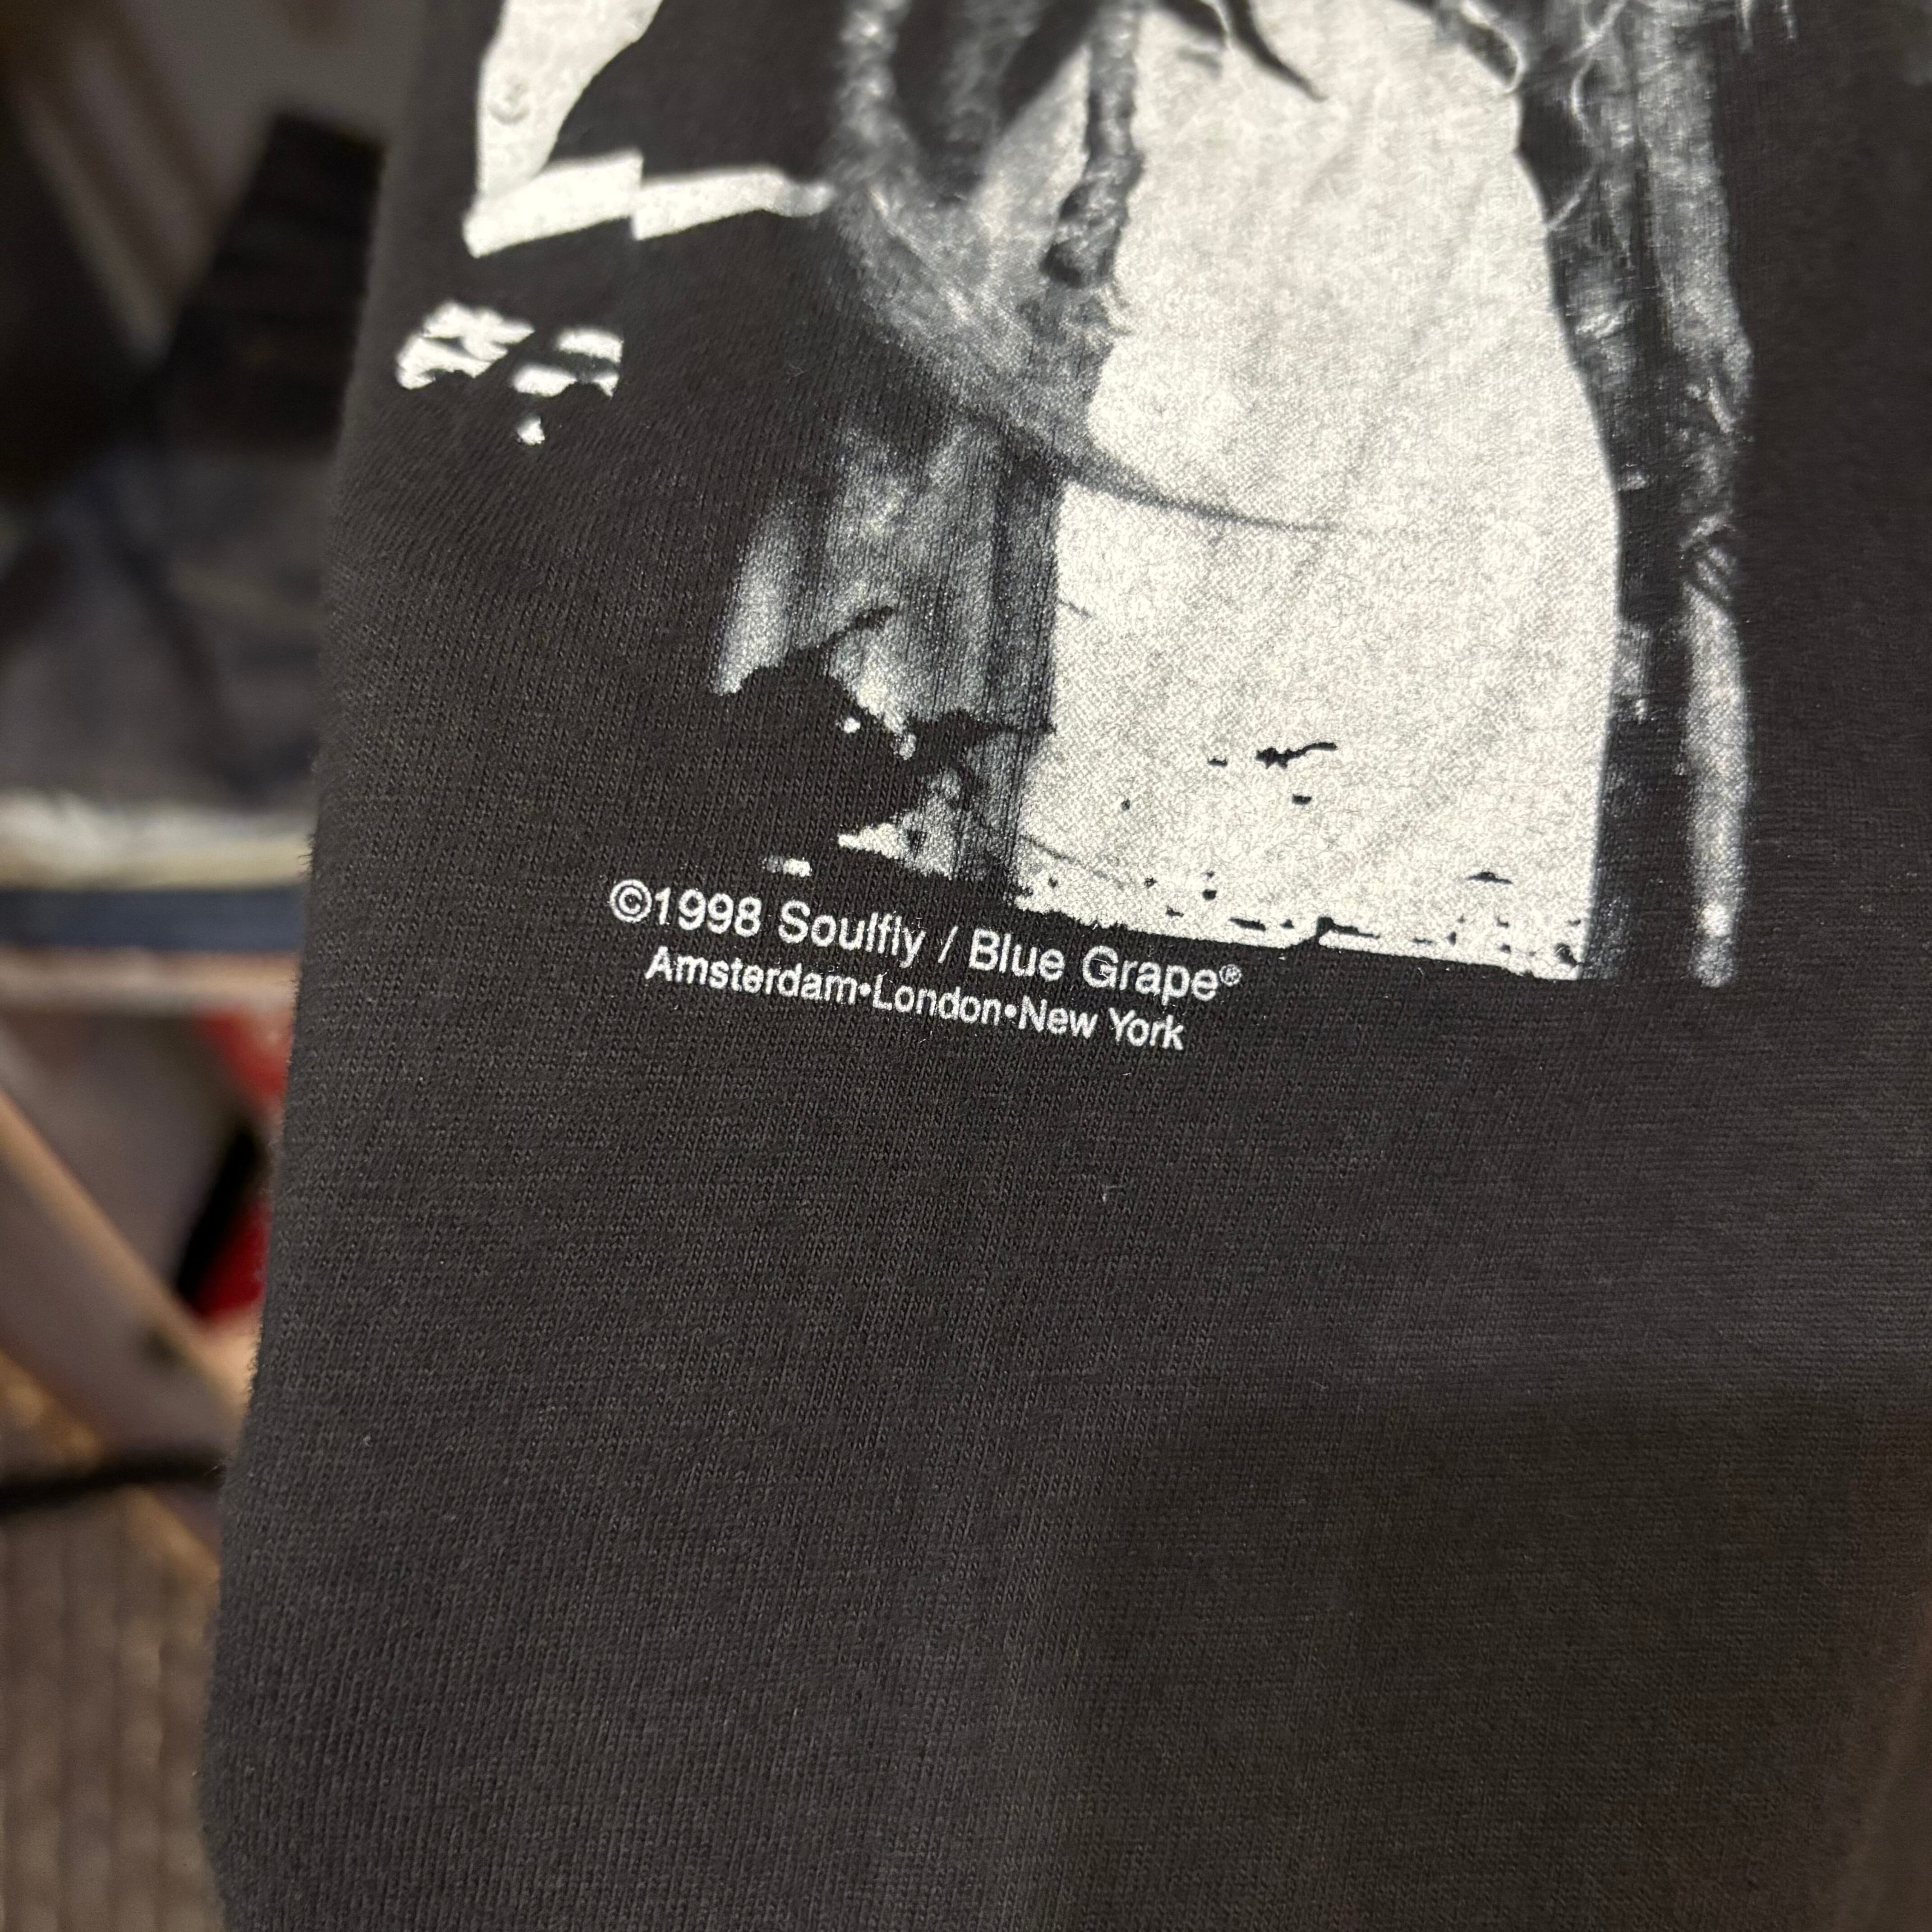 ©1998 Soulfly / Blue Grape®
Amsterdam•London•New York